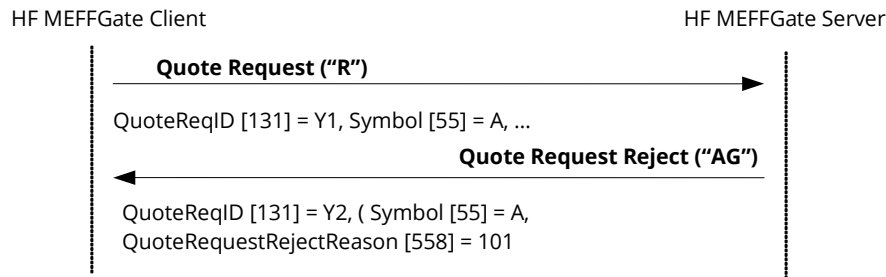 HF MEFFGate Client
HF MEFFGate Server
Quote Request (“R”)
QuoteReqID [131] = Y1, Symbol [55] = A, ...
Quote Request Reject (“AG”)
QuoteReqID [131] = Y2, ( Symbol [55] = A,
QuoteRequestRejectReason [558] = 101